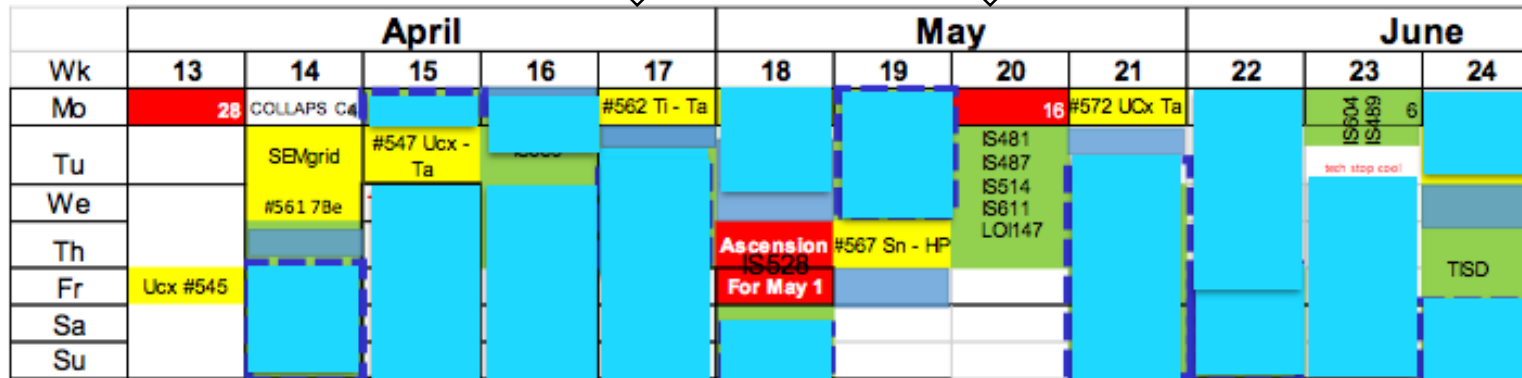 April May June
Wk 13 14 15 16 17 18 19 20 21 22 23 24
Mo 28 COLLAPS #562 Ti - Ta 16 #572 UCx Ta IS604 IS489 6
Tu SEMgrid #547 Ucx - Ta IS481 IS487 tech stop cool
We #561 7Be IS514 IS611
Th Ascension #567 Sn - HP LOI147
IS528
Fr Ucx #545 For May 1 TISD
Sa
Su